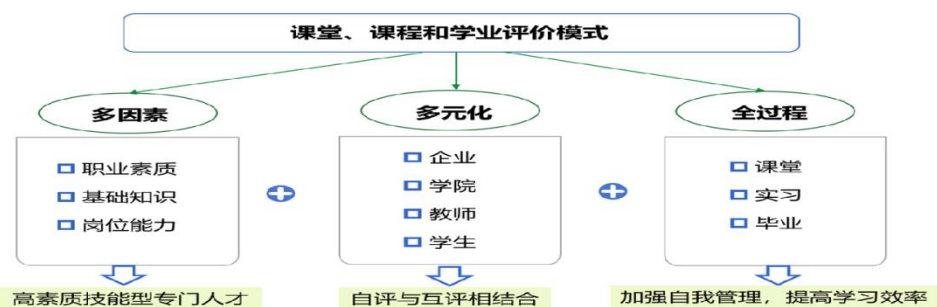 课堂、课程和学业评价模式
多因素
多元化
全过程
职业素质
基础知识
岗位能力
企业
学院
教师
学生
课堂
实习
毕业
高素质技能型专门人才
自评与互评相结合
加强自我管理，提高学习效率